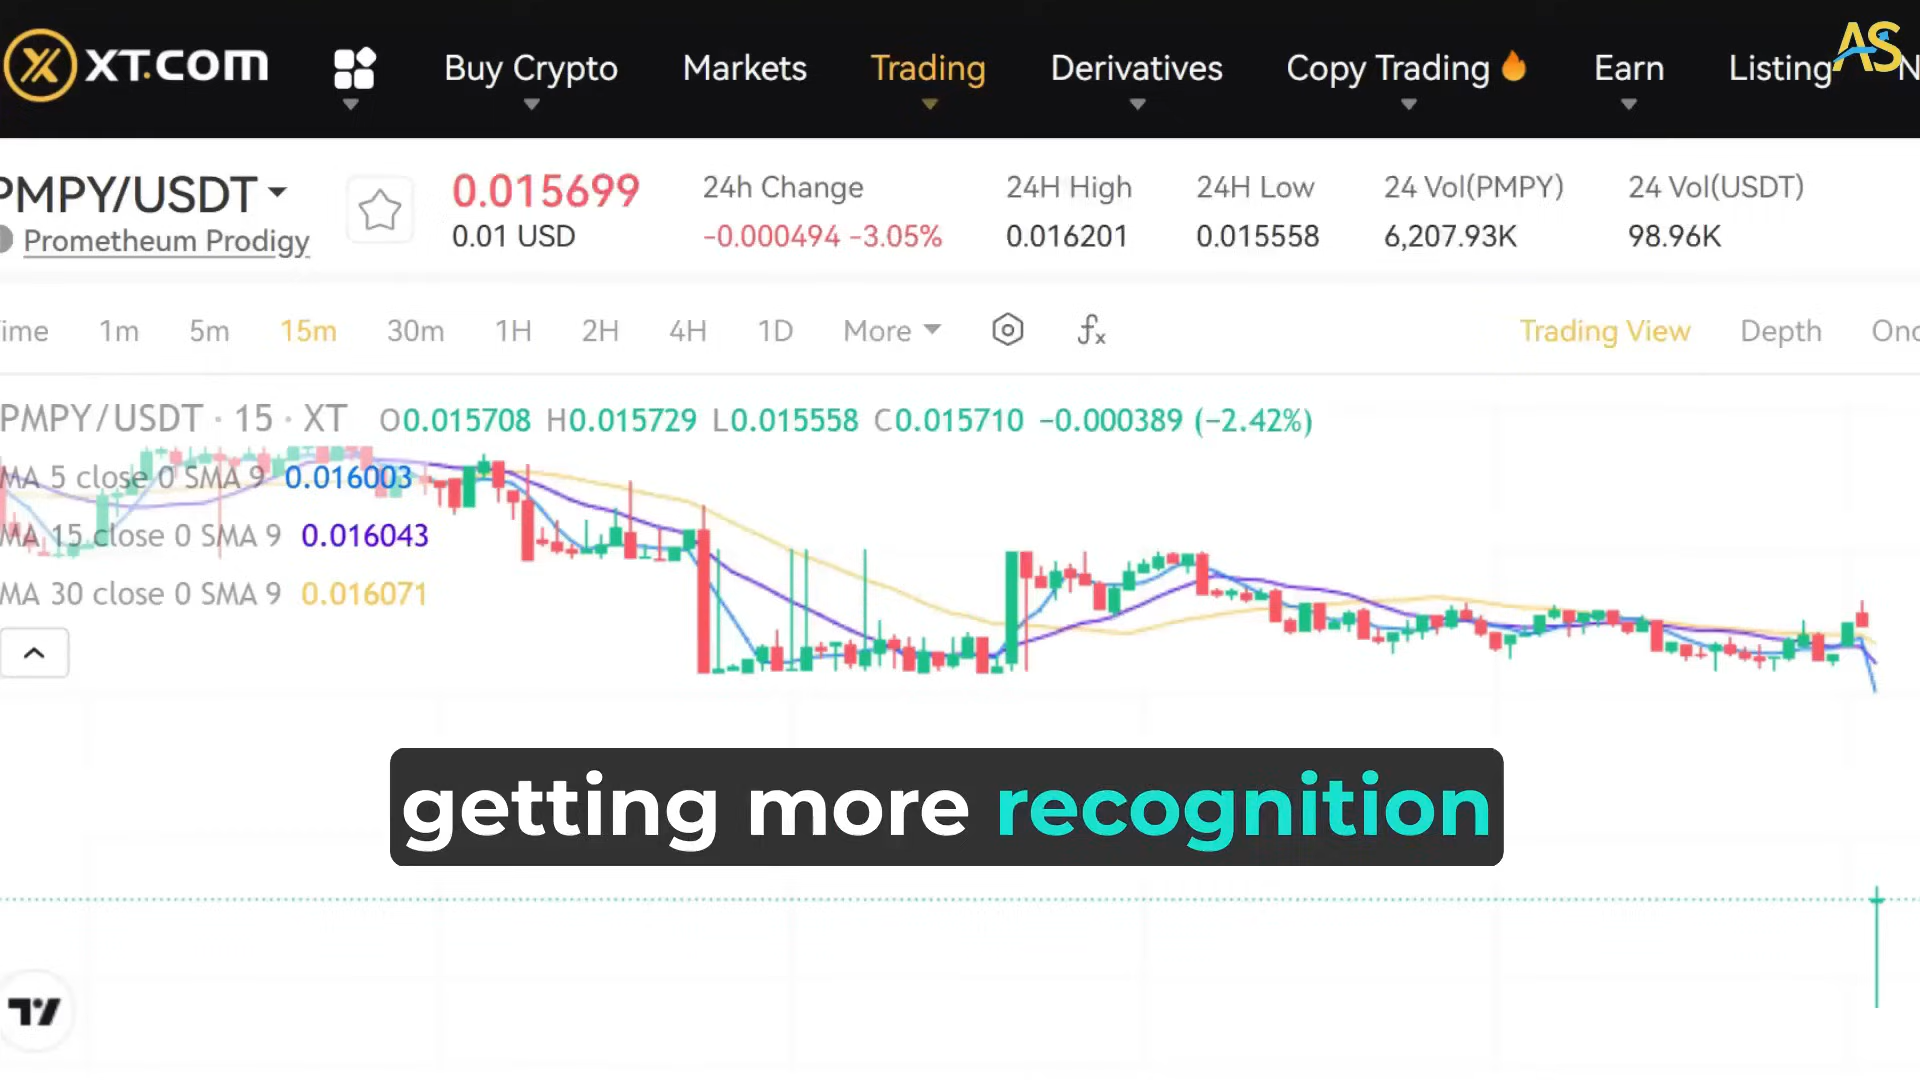 XT.COM Buy Crypto Markets Trading Derivatives Copy Trading Earn Listing N
AS
PMPY/USDT 0.015699 24h Change 24H High 24H Low 24 Vol(PMPY) 24 Vol(USDT)
Prometheum Prodigy 0.01 USD -0.000494 -3.05% 0.016201 0.015558 6,207.93K 98.96K
ime 1m 5m 15m 30m 1H 2H 4H 1D More fx Trading View Depth Onc
PMPY/USDT · 15 · XT O0.015708 H0.015729 L0.015558 C0.015710 −0.000389 (−2.42%)
MA 5 close 0 SMA 9 0.016003
MA 15 close 0 SMA 9 0.016043
MA 30 close 0 SMA 9 0.016071
getting more recognition